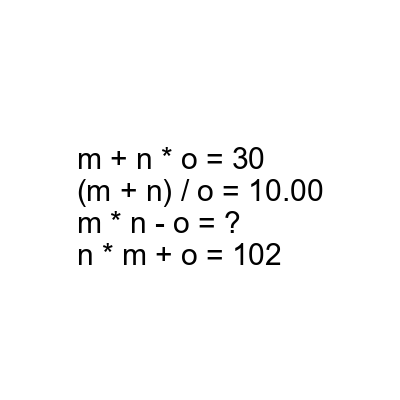 m + n * o = 30
(m + n) / o = 10.00
m * n - o = ?
n * m + o = 102